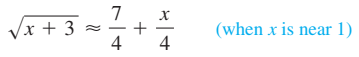 √(x + 3) ≈ 7/4 + x/4 (when x is near 1)